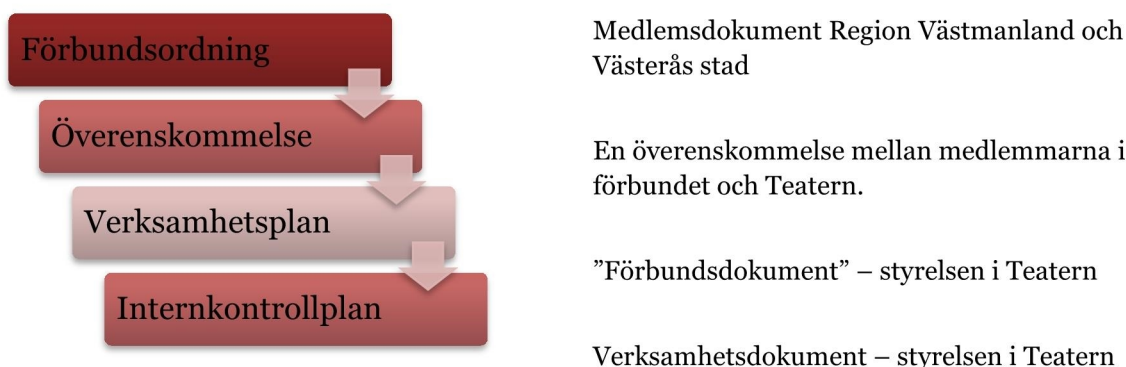 Förbundsordning
Medlemsdokument Region Västmanland och
Västerås stad
Överenskommelse
En överenskommelse mellan medlemmarna i
förbundet och Teatern.
Verksamhetsplan
”Förbundsdokument” – styrelsen i Teatern
Internkontrollplan
Verksamhetsdokument – styrelsen i Teatern